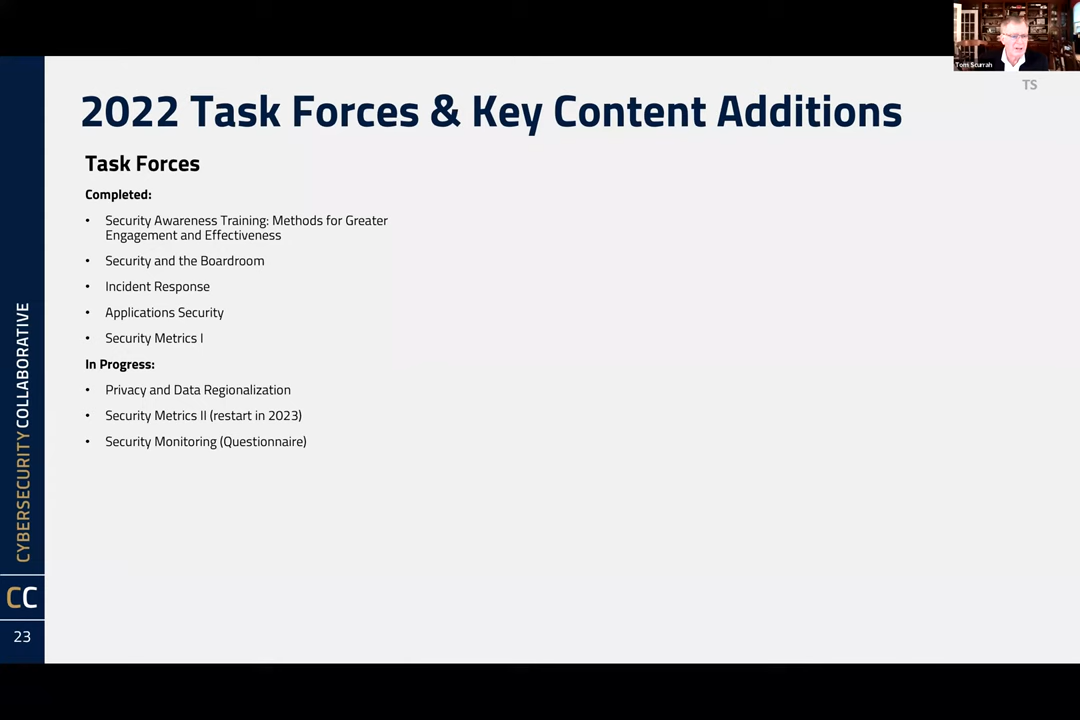 Tom Scurrah
TS
2022 Task Forces & Key Content Additions
Task Forces
Completed:
• Security Awareness Training: Methods for Greater
Engagement and Effectiveness
• Security and the Boardroom
• Incident Response
• Applications Security
• Security Metrics I
In Progress:
• Privacy and Data Regionalization
• Security Metrics II (restart in 2023)
• Security Monitoring (Questionnaire)
CYBERSECURITY COLLABORATIVE
CC
23